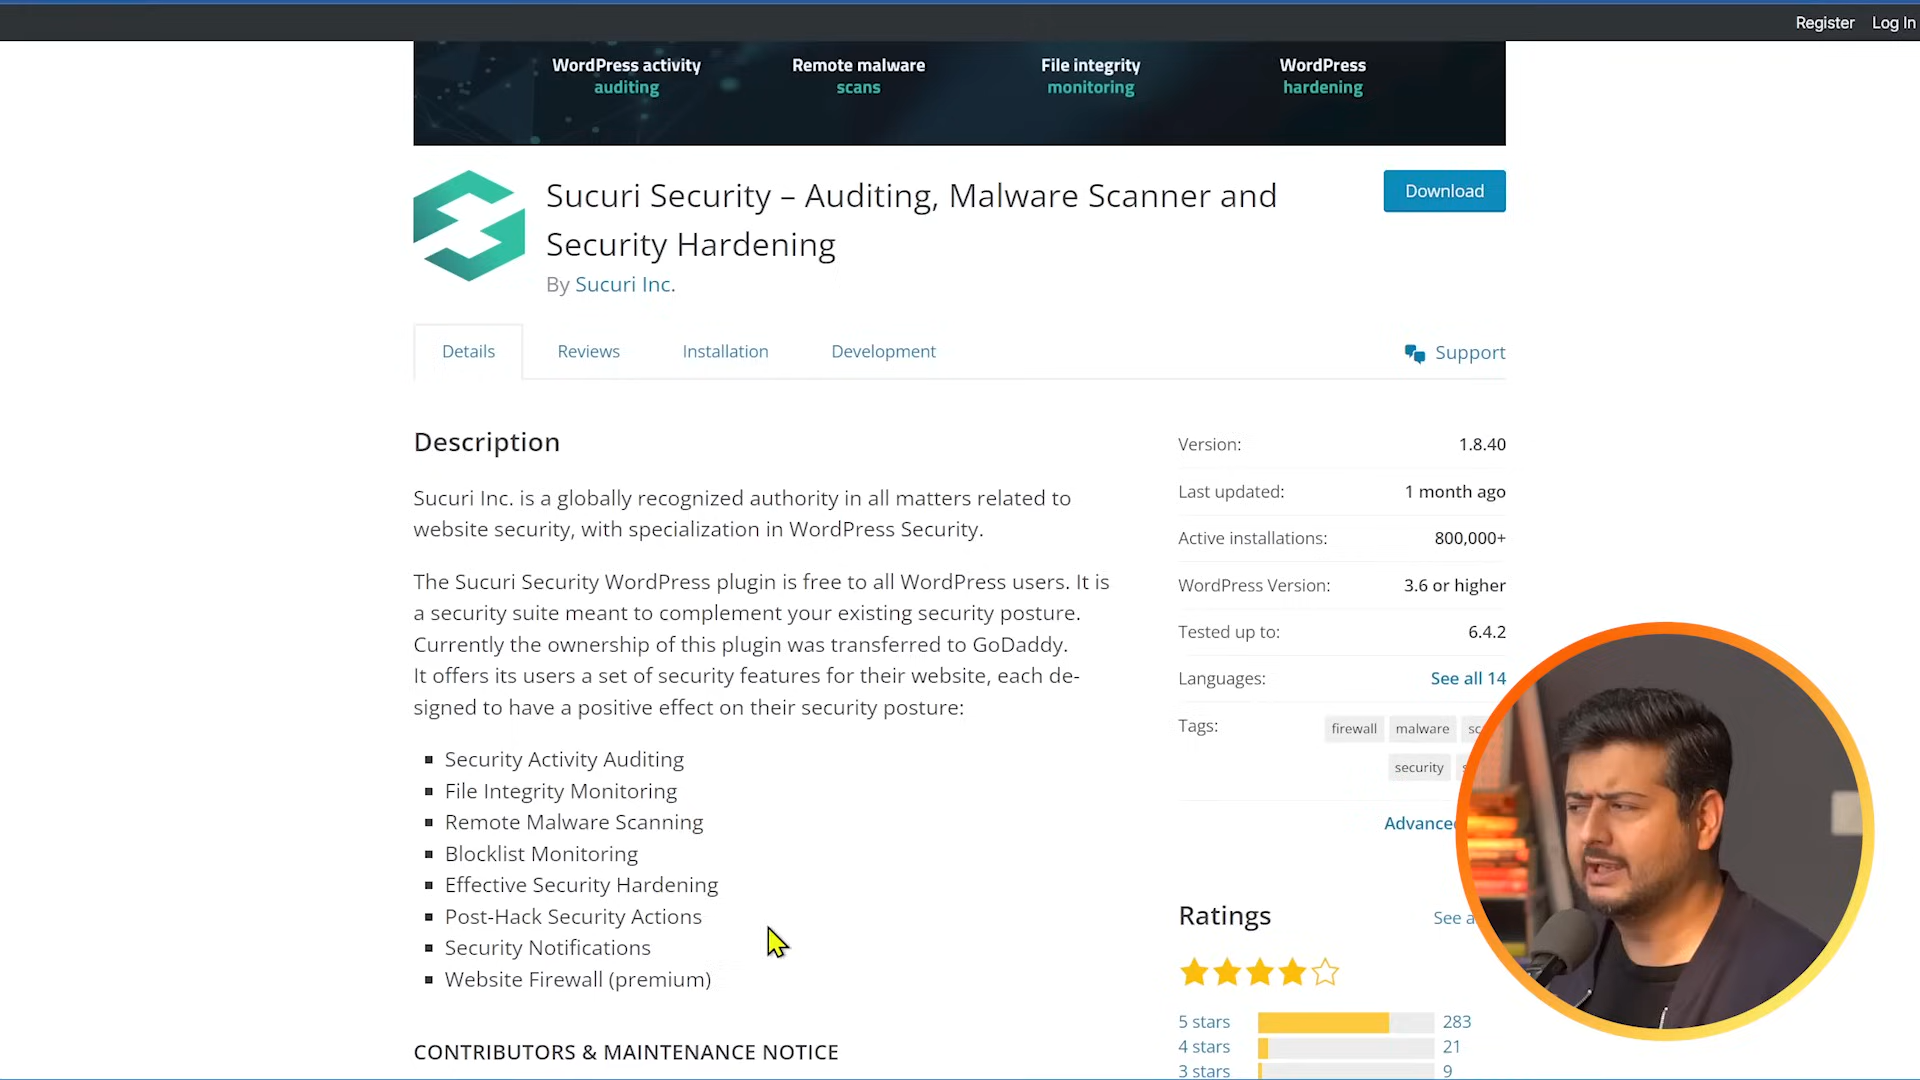 Register Log In
WordPress activity
auditing
Remote malware
scans
File integrity
monitoring
WordPress
hardening
Sucuri Security – Auditing, Malware Scanner and
Security Hardening
By Sucuri Inc.
Download
Details Reviews Installation Development
Support
Description
Sucuri Inc. is a globally recognized authority in all matters related to
website security, with specialization in WordPress Security.
The Sucuri Security WordPress plugin is free to all WordPress users. It is
a security suite meant to complement your existing security posture.
Currently the ownership of this plugin was transferred to GoDaddy.
It offers its users a set of security features for their website, each de-
signed to have a positive effect on their security posture:
Security Activity Auditing
File Integrity Monitoring
Remote Malware Scanning
Blocklist Monitoring
Effective Security Hardening
Post-Hack Security Actions
Security Notifications
Website Firewall (premium)
CONTRIBUTORS & MAINTENANCE NOTICE
Version: 1.8.40
Last updated: 1 month ago
Active installations: 800,000+
WordPress Version: 3.6 or higher
Tested up to: 6.4.2
Languages: See all 14
Tags: firewall malware
security
Advanced
Ratings See
5 stars 283
4 stars 21
3 stars 9